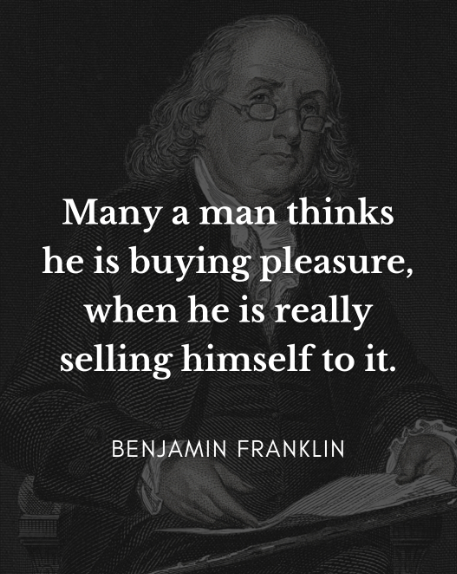 Many a man thinks
he is buying pleasure,
when he is really
selling himself to it.
BENJAMIN FRANKLIN